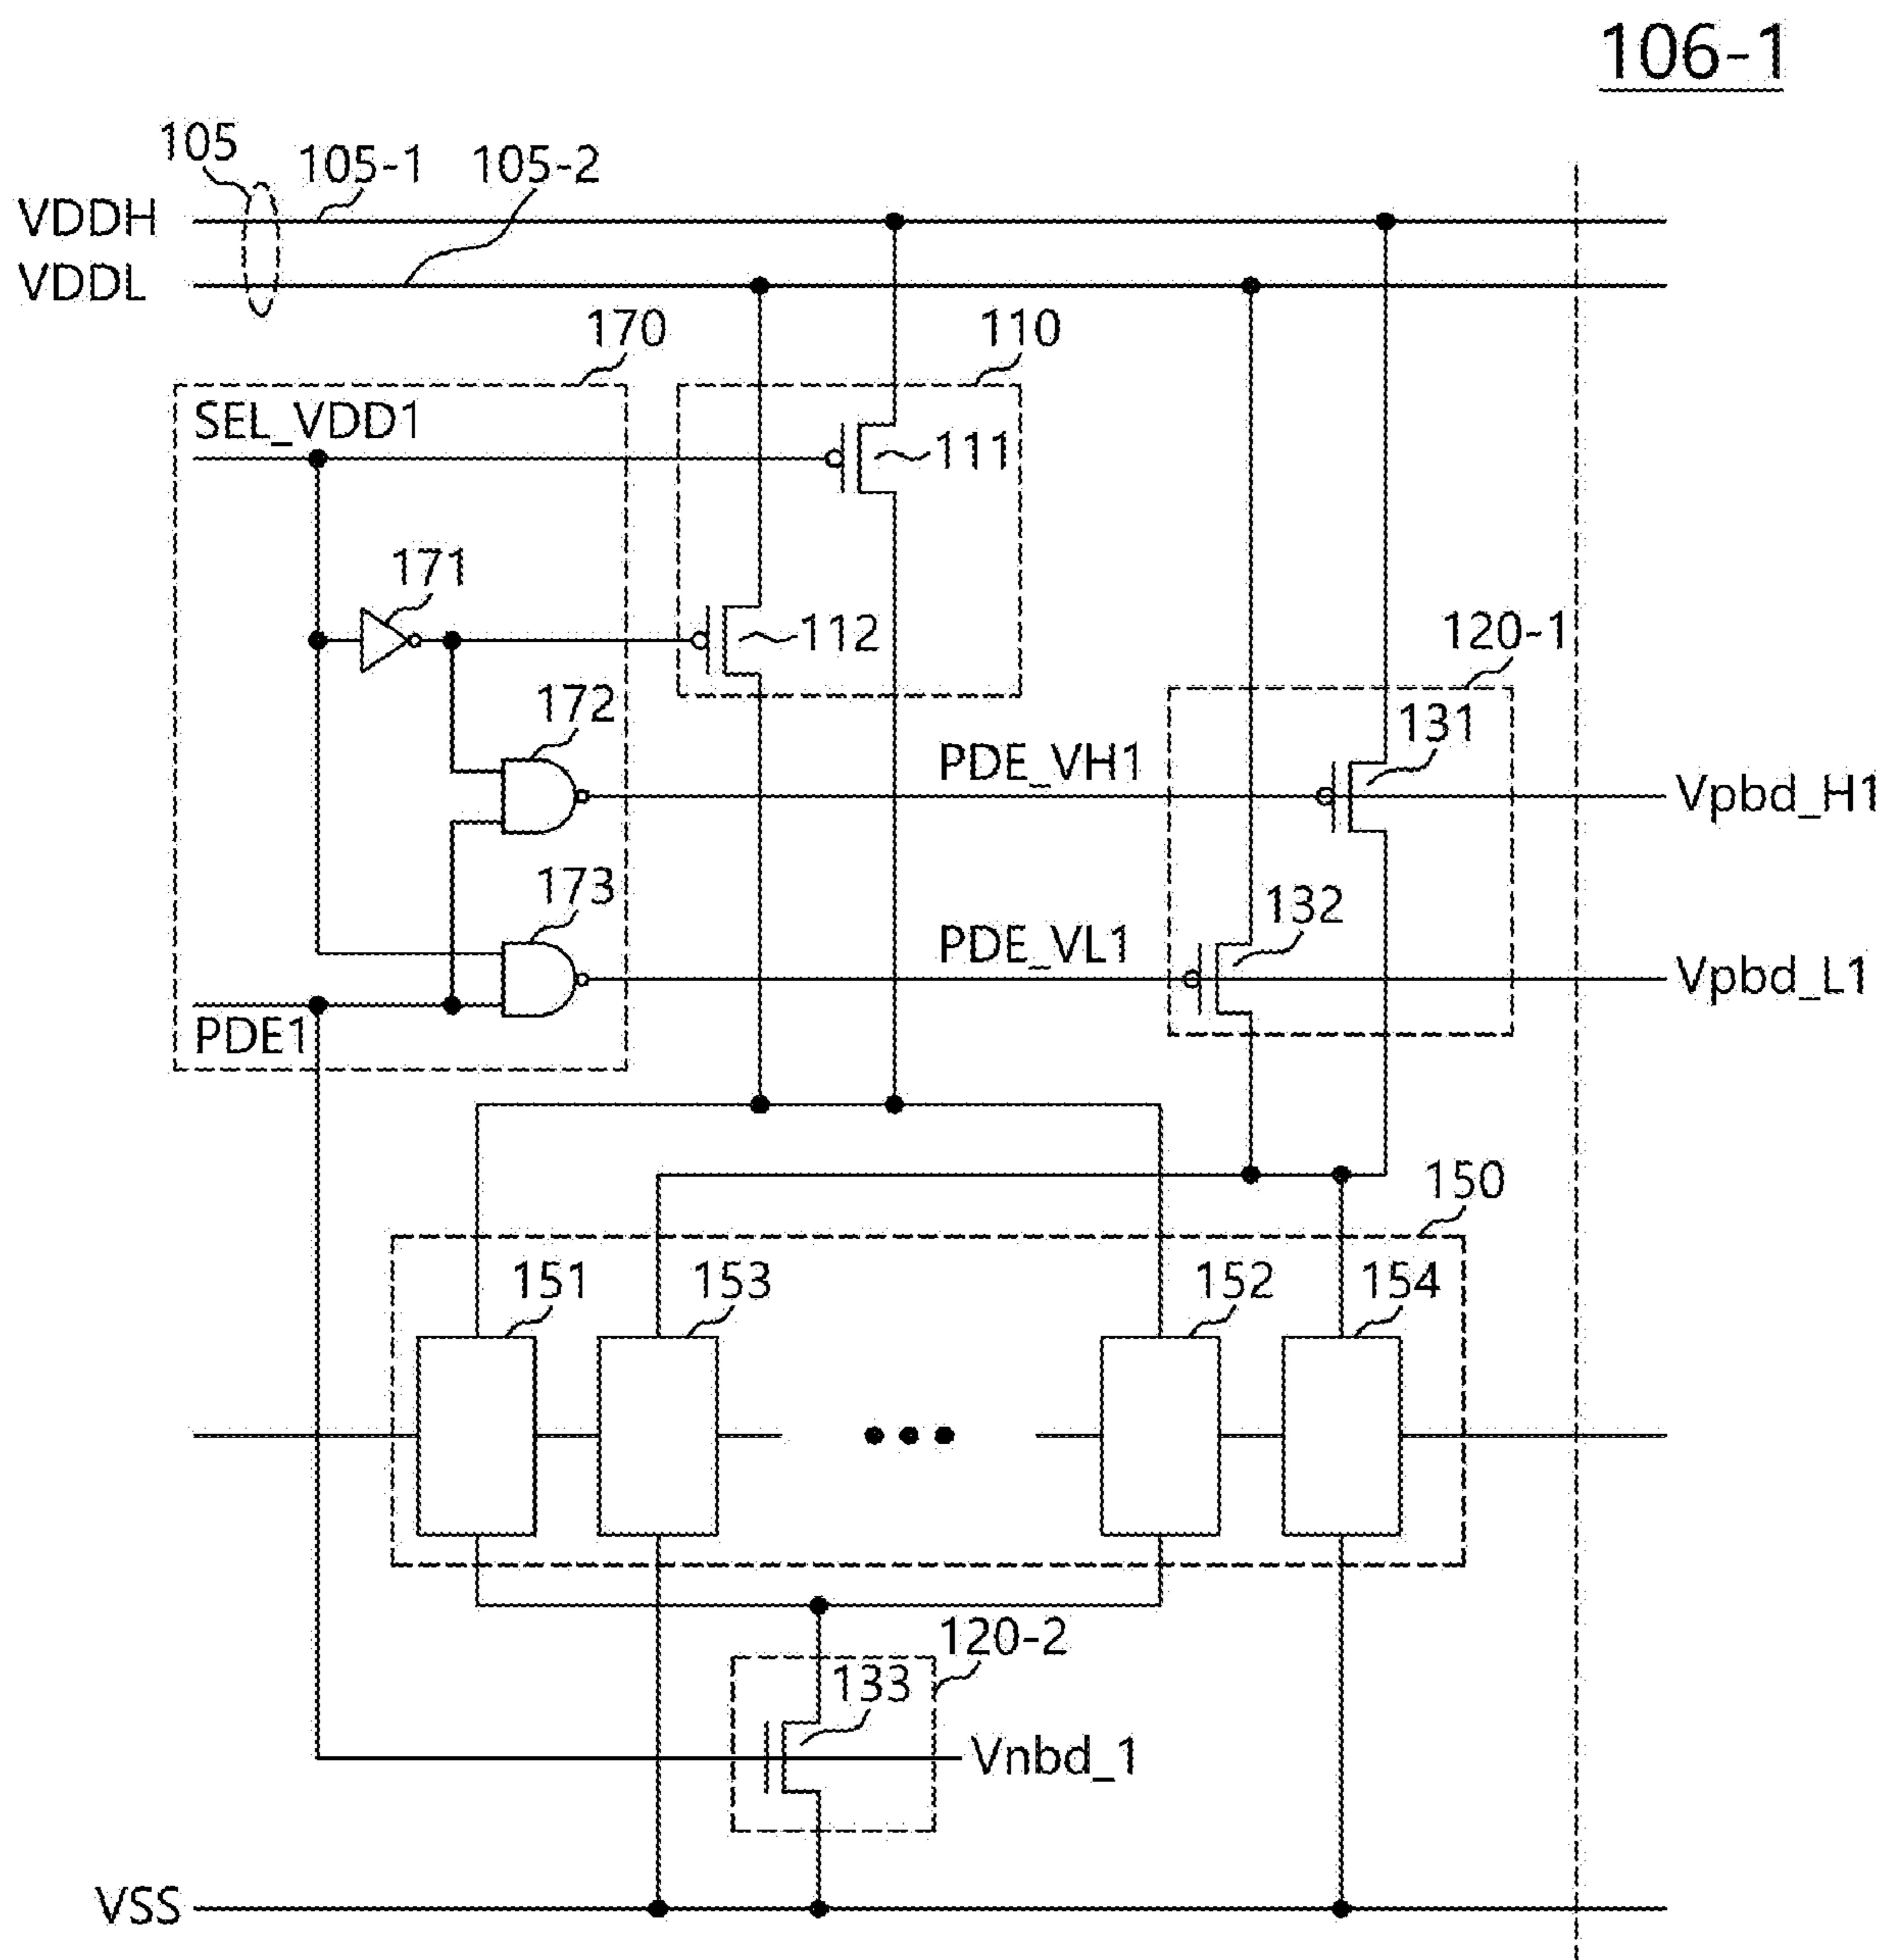 106-1
105
105-1
105-2
VDDH
VDDL
170
110
SEL_VDD1
111
171
112
120-1
172
131
PDE_VH1
Vpbd_H1
173
132
PDE_VL1
Vpbd_L1
PDE1
150
151
153
152
154
120-2
133
Vnbd_1
VSS